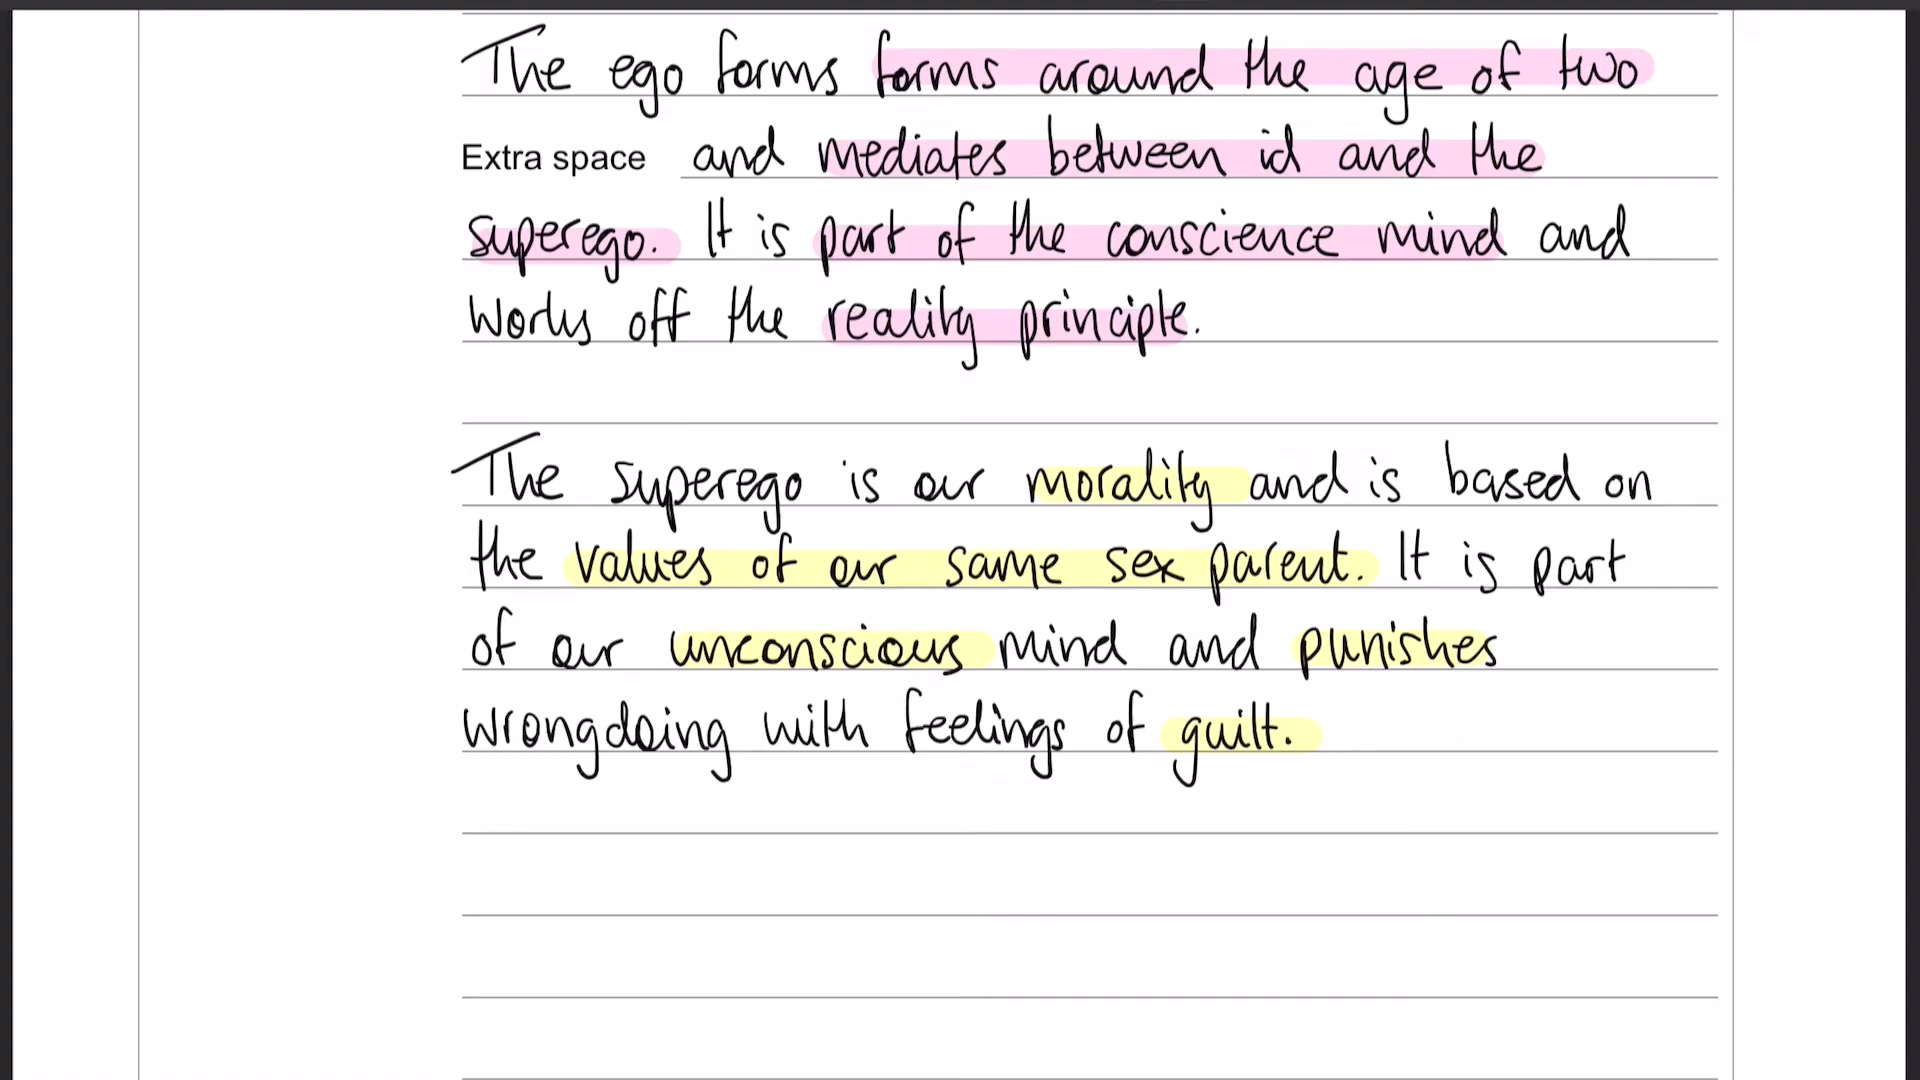 The ego forms forms around the age of two
Extra space and mediates between id and the
superego. It is part of the conscience mind and
works off the reality principle.
The superego is our morality and is based on
the values of our same sex parent. It is part
of our unconscious mind and punishes
wrongdoing with feelings of guilt.